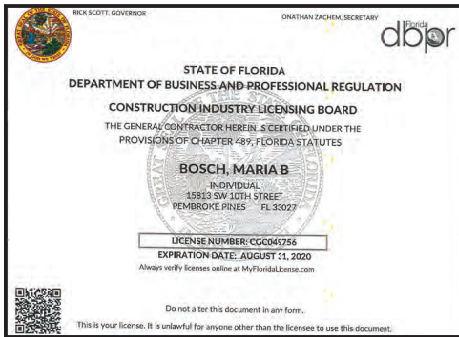 RICK SCOTT, GOVERNOR
ONATHAN ZACHEM, SECRETARY
Florida
dbpr
STATE OF FLORIDA
DEPARTMENT OF BUSINESS AND PROFESSIONAL REGULATION
CONSTRUCTION INDUSTRY LICENSING BOARD
THE GENERAL CONTRACTOR HEREIN S CERTIFIED UNDER THE
PROVISIONS OF CHAPTER 489, FLORIDA STATUTES
BOSCH, MARIA B
INDIVIDUAL
15813 SW 10TH STREET
PEMBROKE PINES FL 33027
LICENSE NUMBER: CGC045756
EXPIRATION DATE: AUGUST 31, 2020
Always verify licenses online at MyFloridaLicense.com
Do not alter this document in any form.
This is your license. It is unlawful for anyone other than the licensee to use this document.